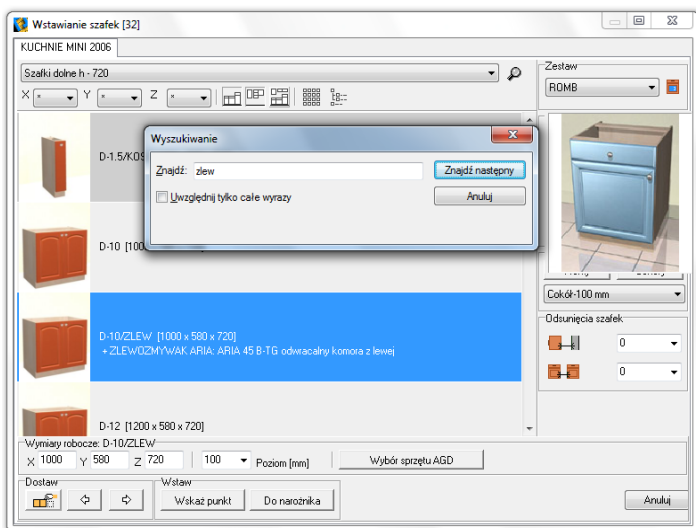 Wstawianie szafek [32]
KUCHNIE MINI 2006
Szafki dolne h - 720
X * Y * Z *
Zestaw
ROMB
D-1.5/KOS
Wyszukiwanie
Znajdź: zlew
Znajdź następny
Uwzględnij tylko całe wyrazy
Anuluj
D-10 [100
Cokół-100 mm
Odsunięcia szafek
0
0
D-10/ZLEW [1000 x 580 x 720]
+ ZLEWOZMYWAK ARIA: ARIA 45 B-TG odwracalny komora z lewej
D-12 [1200 x 580 x 720]
Wymiary robocze: D-10/ZLEW
X 1000 Y 580 Z 720 100 Poziom [mm] Wybór sprzętu AGD
Dostaw
Wstaw
Wskaż punkt Do narożnika
Anuluj